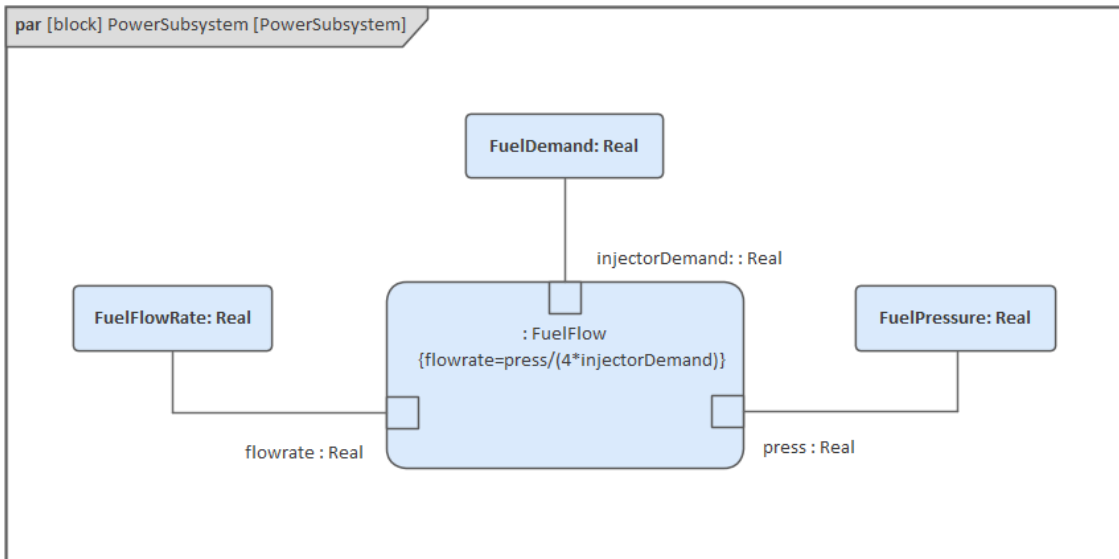 par [block] PowerSubsystem [PowerSubsystem]
FuelDemand: Real
injectorDemand: : Real
FuelFlowRate: Real
FuelPressure: Real
: FuelFlow
{flowrate=press/(4*injectorDemand)}
flowrate : Real
press : Real